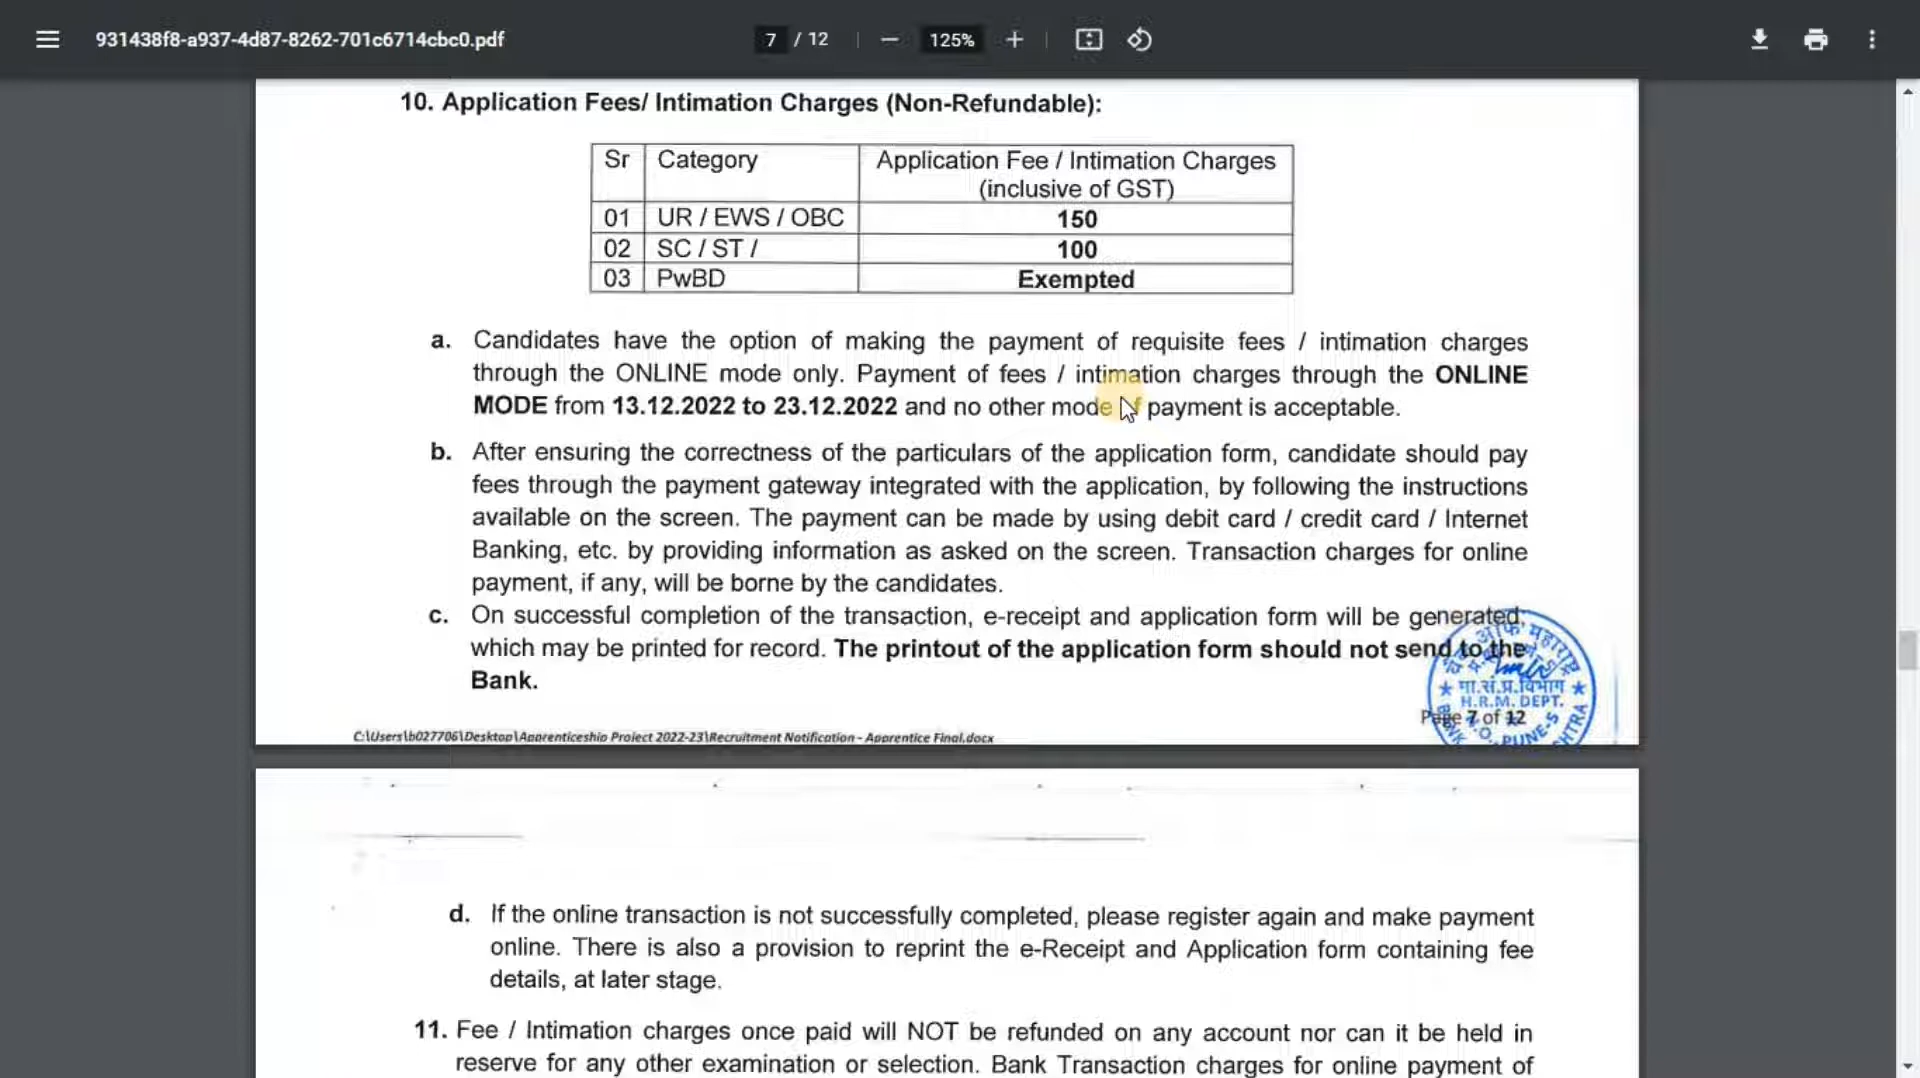 931438f8-a937-4d87-8262-701c6714cbc0.pdf
7 / 12
125%
10. Application Fees/ Intimation Charges (Non-Refundable):
Sr Category Application Fee / Intimation Charges
(inclusive of GST)
01 UR / EWS / OBC 150
02 SC / ST / 100
03 PwBD Exempted
a. Candidates have the option of making the payment of requisite fees / intimation charges
through the ONLINE mode only. Payment of fees / intimation charges through the ONLINE
MODE from 13.12.2022 to 23.12.2022 and no other mode of payment is acceptable.
b. After ensuring the correctness of the particulars of the application form, candidate should pay
fees through the payment gateway integrated with the application, by following the instructions
available on the screen. The payment can be made by using debit card / credit card / Internet
Banking, etc. by providing information as asked on the screen. Transaction charges for online
payment, if any, will be borne by the candidates.
c. On successful completion of the transaction, e-receipt and application form will be generated,
which may be printed for record. The printout of the application form should not send to the
Bank.
मा.सं.प्र.विभाग
H.R.M. DEPT.
PUNE-5
Page 7 of 12
C:\Users\b027706\Desktop\Apprenticeship Project 2022-23\Recruitment Notification - Apprentice Final.docx
d. If the online transaction is not successfully completed, please register again and make payment
online. There is also a provision to reprint the e-Receipt and Application form containing fee
details, at later stage.
11. Fee / Intimation charges once paid will NOT be refunded on any account nor can it be held in
reserve for any other examination or selection. Bank Transaction charges for online payment of